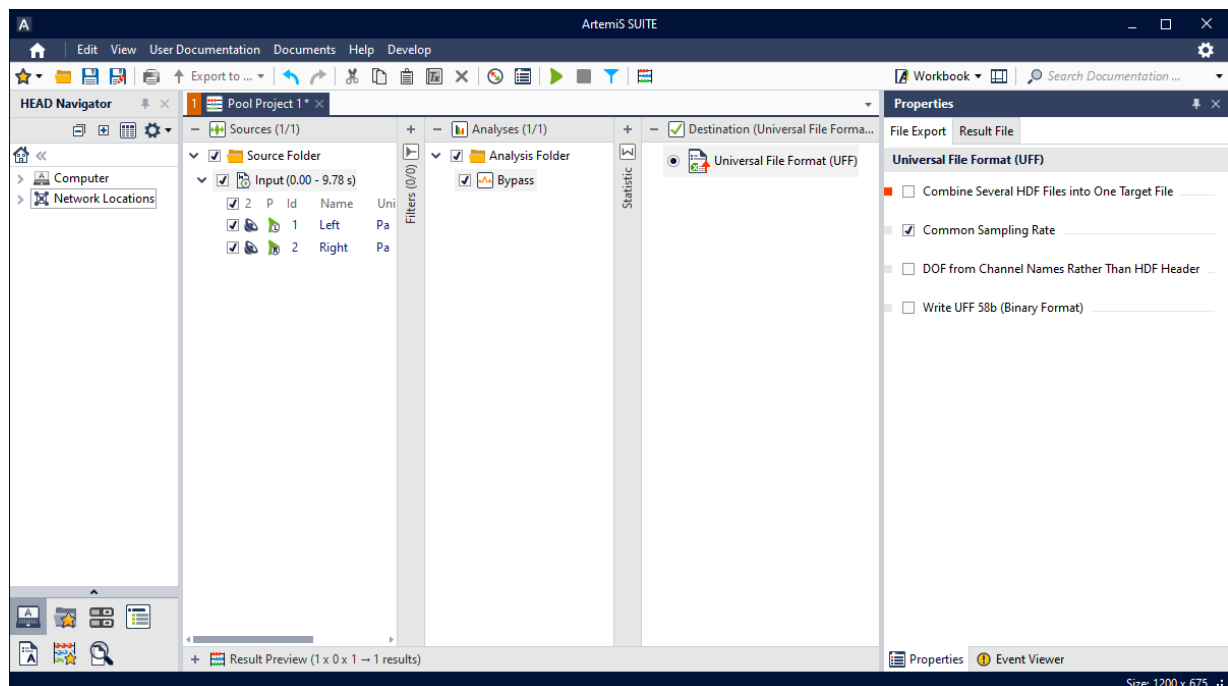 ArtemiS SUITE
Edit View User Documentation Documents Help Develop
Export to ... Workbook Search Documentation ...
HEAD Navigator
1 Pool Project 1*
Properties
Sources (1/1)
Analyses (1/1)
Destination (Universal File Forma...
File Export Result File
Source Folder
Analysis Folder
Universal File Format (UFF)
Universal File Format (UFF)
Computer
Network Locations
Input (0.00 - 9.78 s)
Bypass
2 P Id Name Uni
1 Left Pa
2 Right Pa
Filters (0/0)
Statistic
Combine Several HDF Files into One Target File
Common Sampling Rate
DOF from Channel Names Rather Than HDF Header
Write UFF 58b (Binary Format)
Result Preview (1 x 0 x 1 → 1 results)
Properties Event Viewer
Size: 1200 x 675